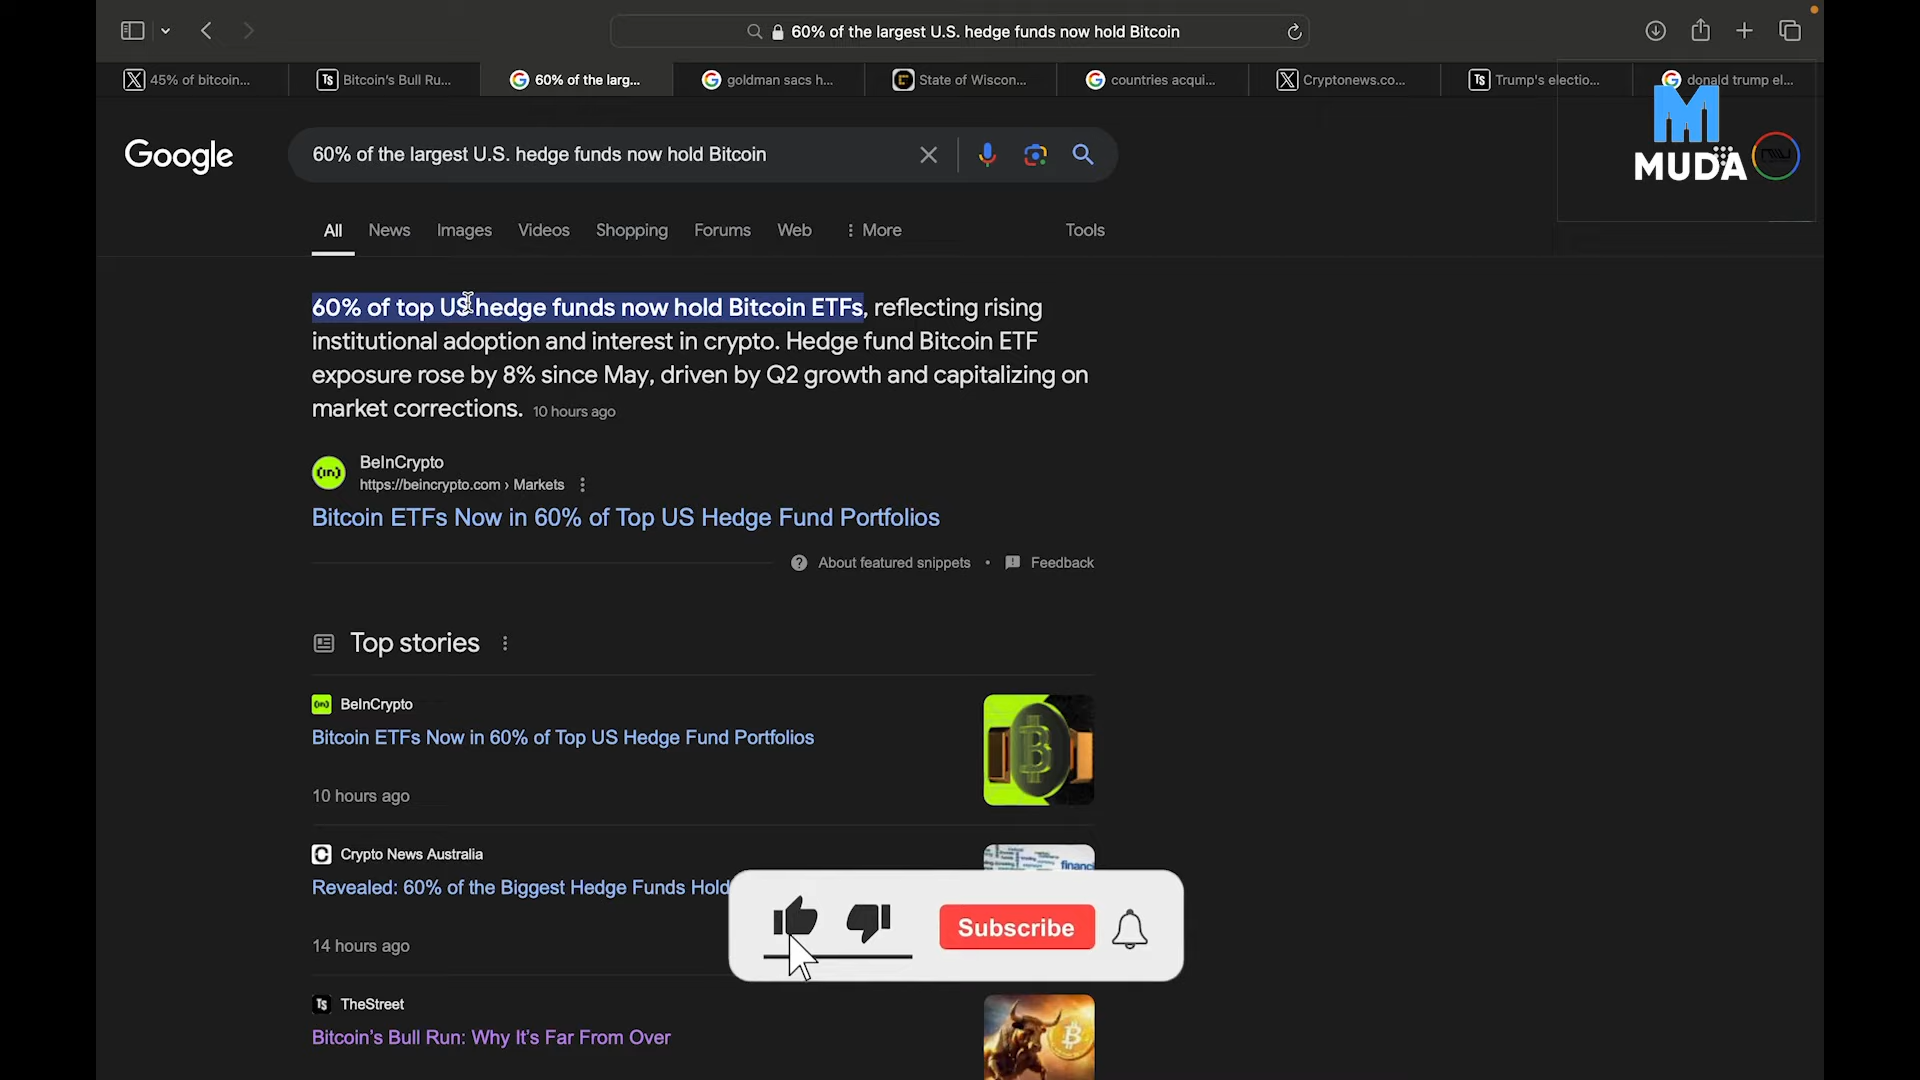 60% of the largest U.S. hedge funds now hold Bitcoin
45% of bitcoin...
Bitcoin's Bull Ru...
60% of the larg...
goldman sacs h...
State of Wiscon...
countries acqui...
Cryptonews.co...
Trump's electio...
donald trump el...
MUDA
Google
60% of the largest U.S. hedge funds now hold Bitcoin
All
News
Images
Videos
Shopping
Forums
Web
More
Tools
60% of top US hedge funds now hold Bitcoin ETFs, reflecting rising
institutional adoption and interest in crypto. Hedge fund Bitcoin ETF
exposure rose by 8% since May, driven by Q2 growth and capitalizing on
market corrections. 10 hours ago
BeInCrypto
https://beincrypto.com › Markets
Bitcoin ETFs Now in 60% of Top US Hedge Fund Portfolios
About featured snippets • Feedback
Top stories
BeInCrypto
Bitcoin ETFs Now in 60% of Top US Hedge Fund Portfolios
10 hours ago
Crypto News Australia
Revealed: 60% of the Biggest Hedge Funds Hold
14 hours ago
Subscribe
TheStreet
Bitcoin's Bull Run: Why It's Far From Over